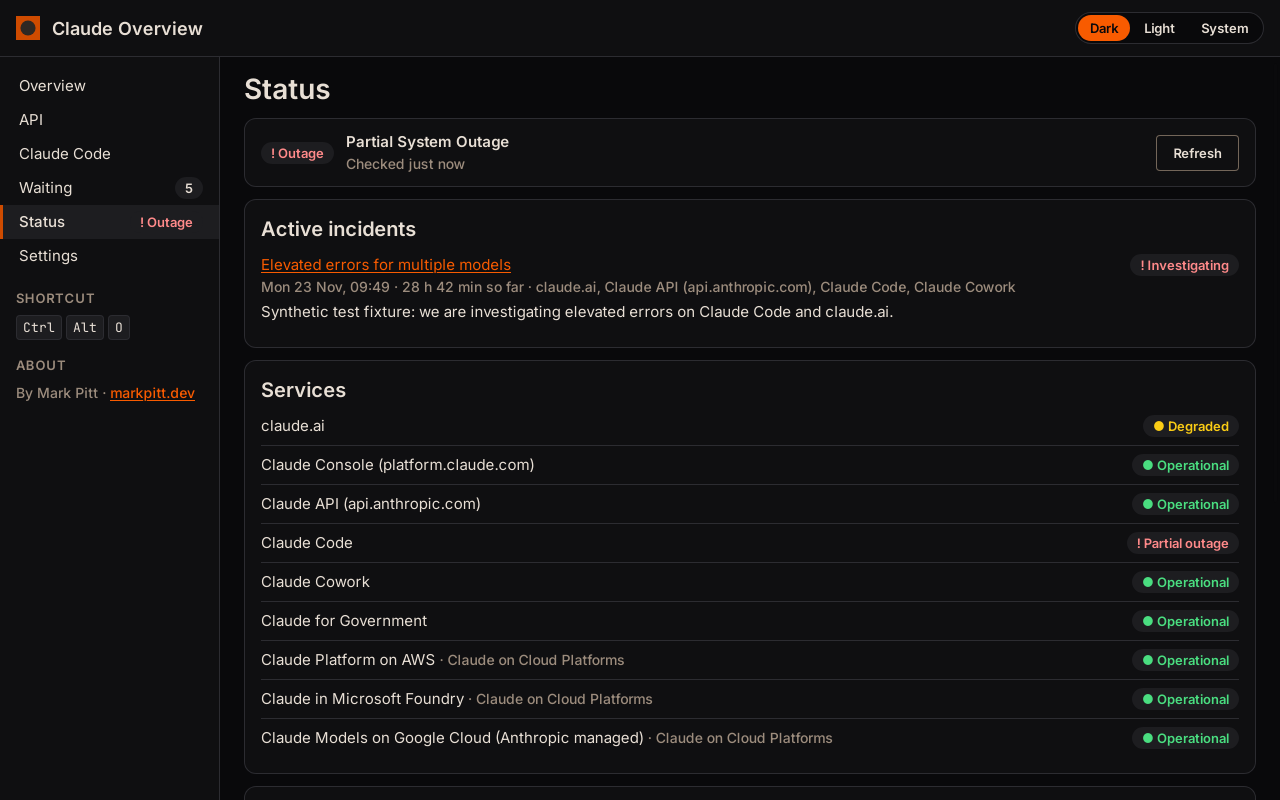 Claude Overview
Dark Light System
Overview
API
Claude Code
Waiting 5
Status ! Outage
Settings
SHORTCUT
Ctrl Alt O
ABOUT
By Mark Pitt · markpitt.dev
Status
! Outage
Partial System Outage
Checked just now
Refresh
Active incidents
Elevated errors for multiple models ! Investigating
Mon 23 Nov, 09:49 · 28 h 42 min so far · claude.ai, Claude API (api.anthropic.com), Claude Code, Claude Cowork
Synthetic test fixture: we are investigating elevated errors on Claude Code and claude.ai.
Services
claude.ai Degraded
Claude Console (platform.claude.com) Operational
Claude API (api.anthropic.com) Operational
Claude Code ! Partial outage
Claude Cowork Operational
Claude for Government Operational
Claude Platform on AWS · Claude on Cloud Platforms Operational
Claude in Microsoft Foundry · Claude on Cloud Platforms Operational
Claude Models on Google Cloud (Anthropic managed) · Claude on Cloud Platforms Operational